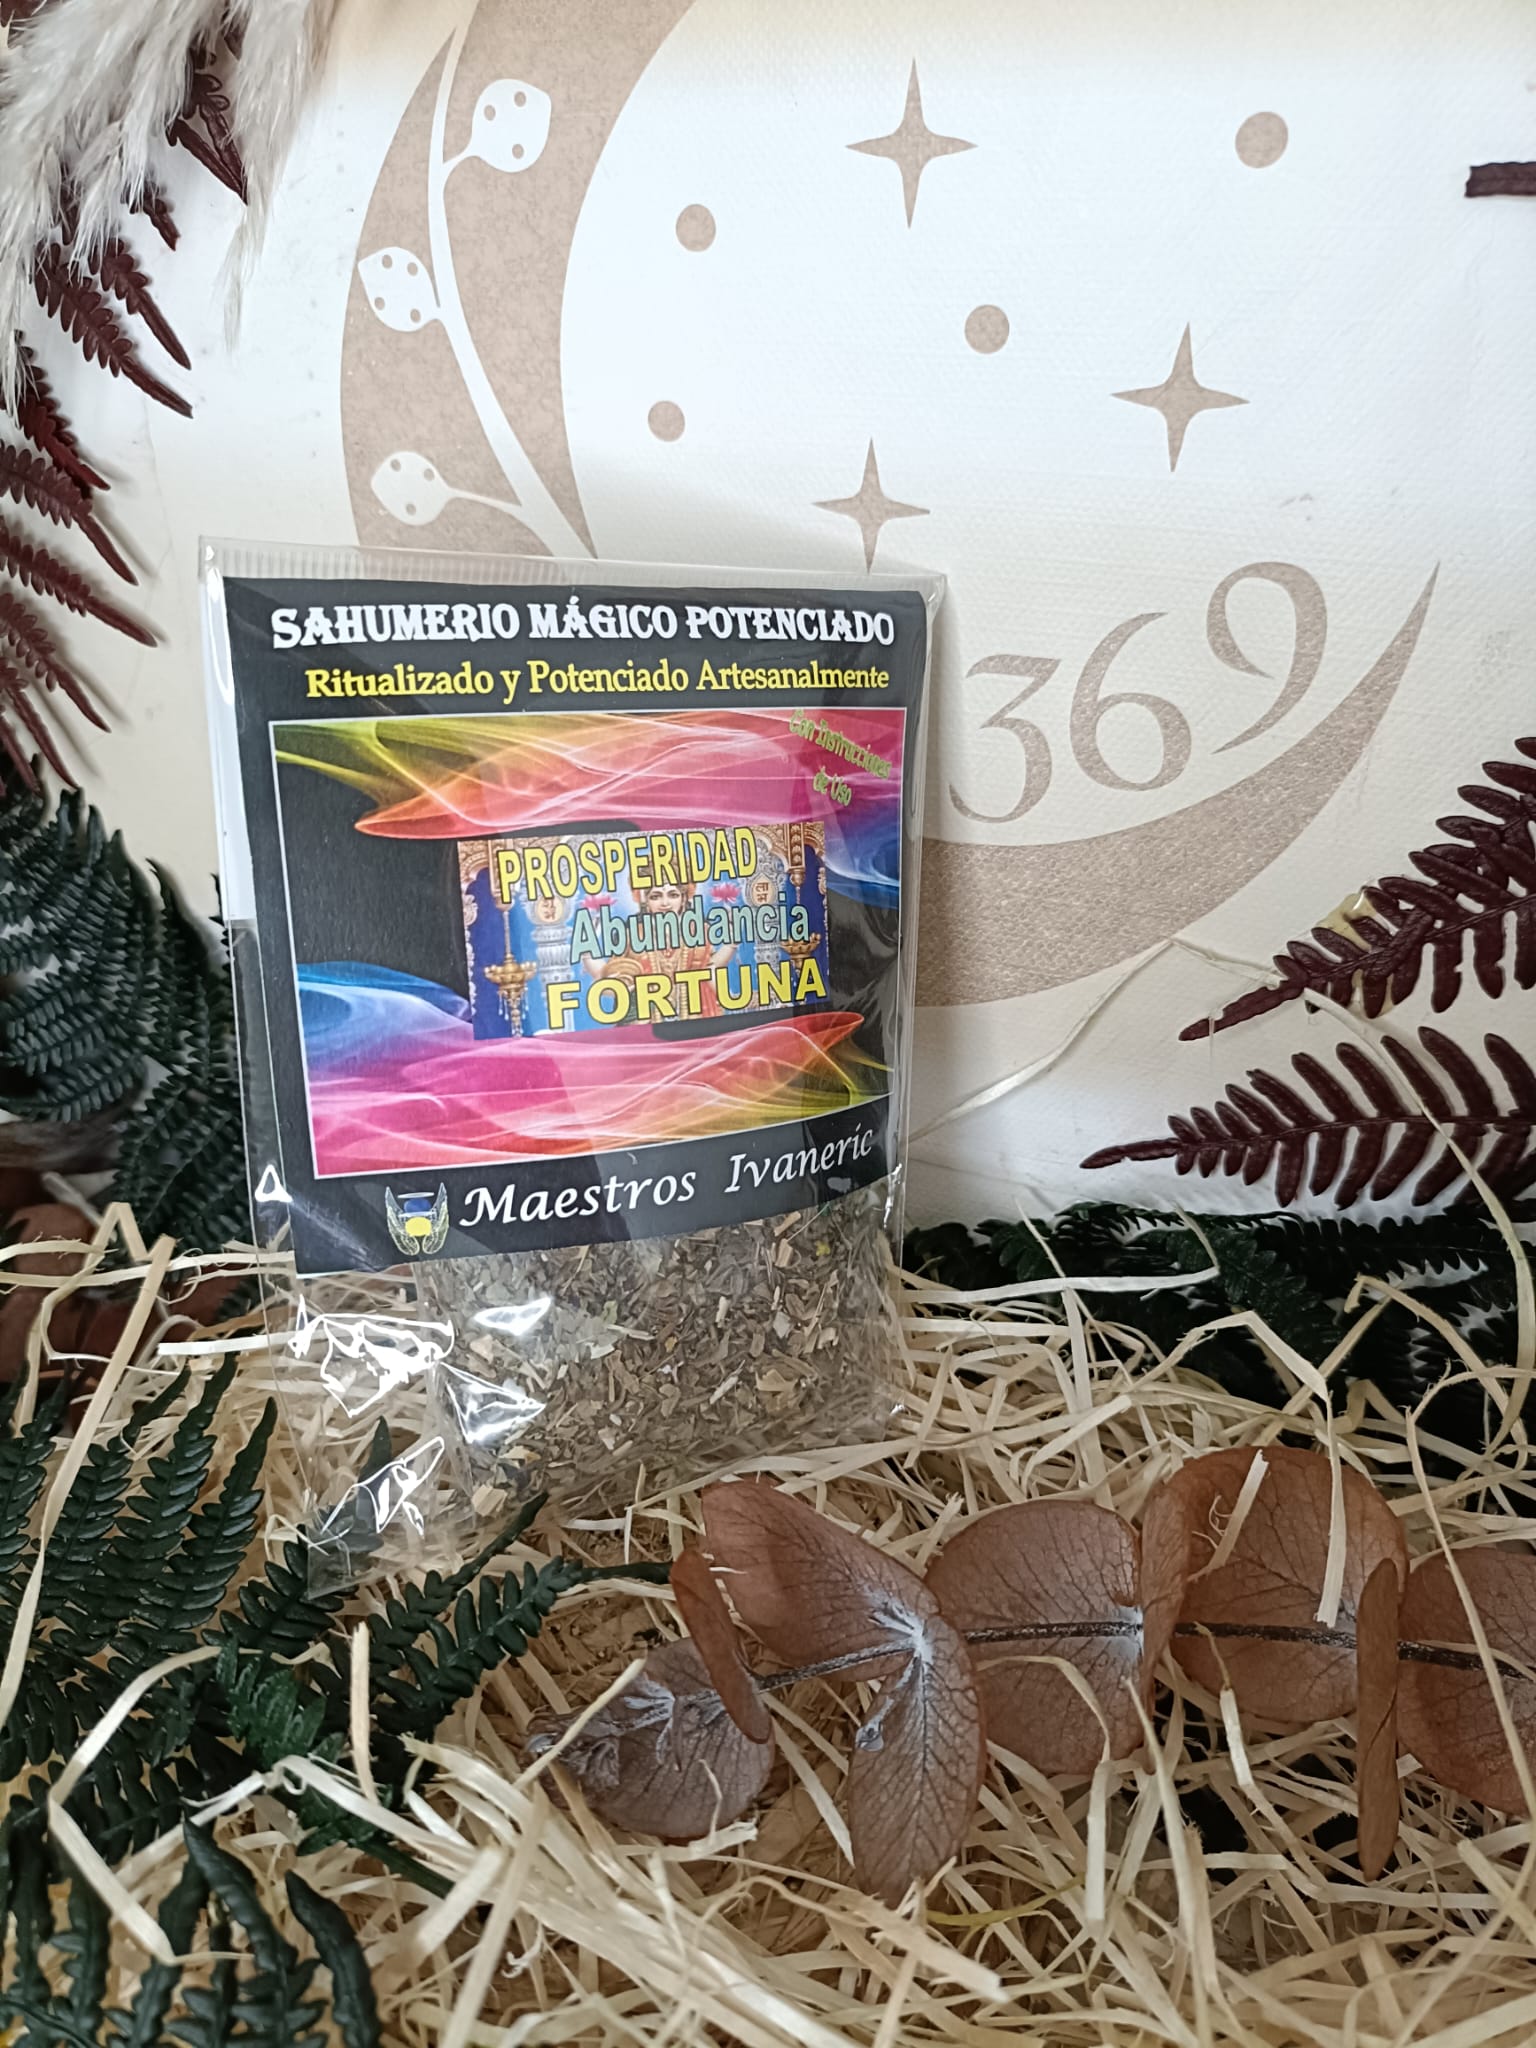 SAHUMERIO MÁGICO POTENCIADO
Ritualizado y Potenciado Artesanalmente
Con Instrucciones
de Uso
PROSPERIDAD
Abundancia
FORTUNA
Maestros Ivaneric
369